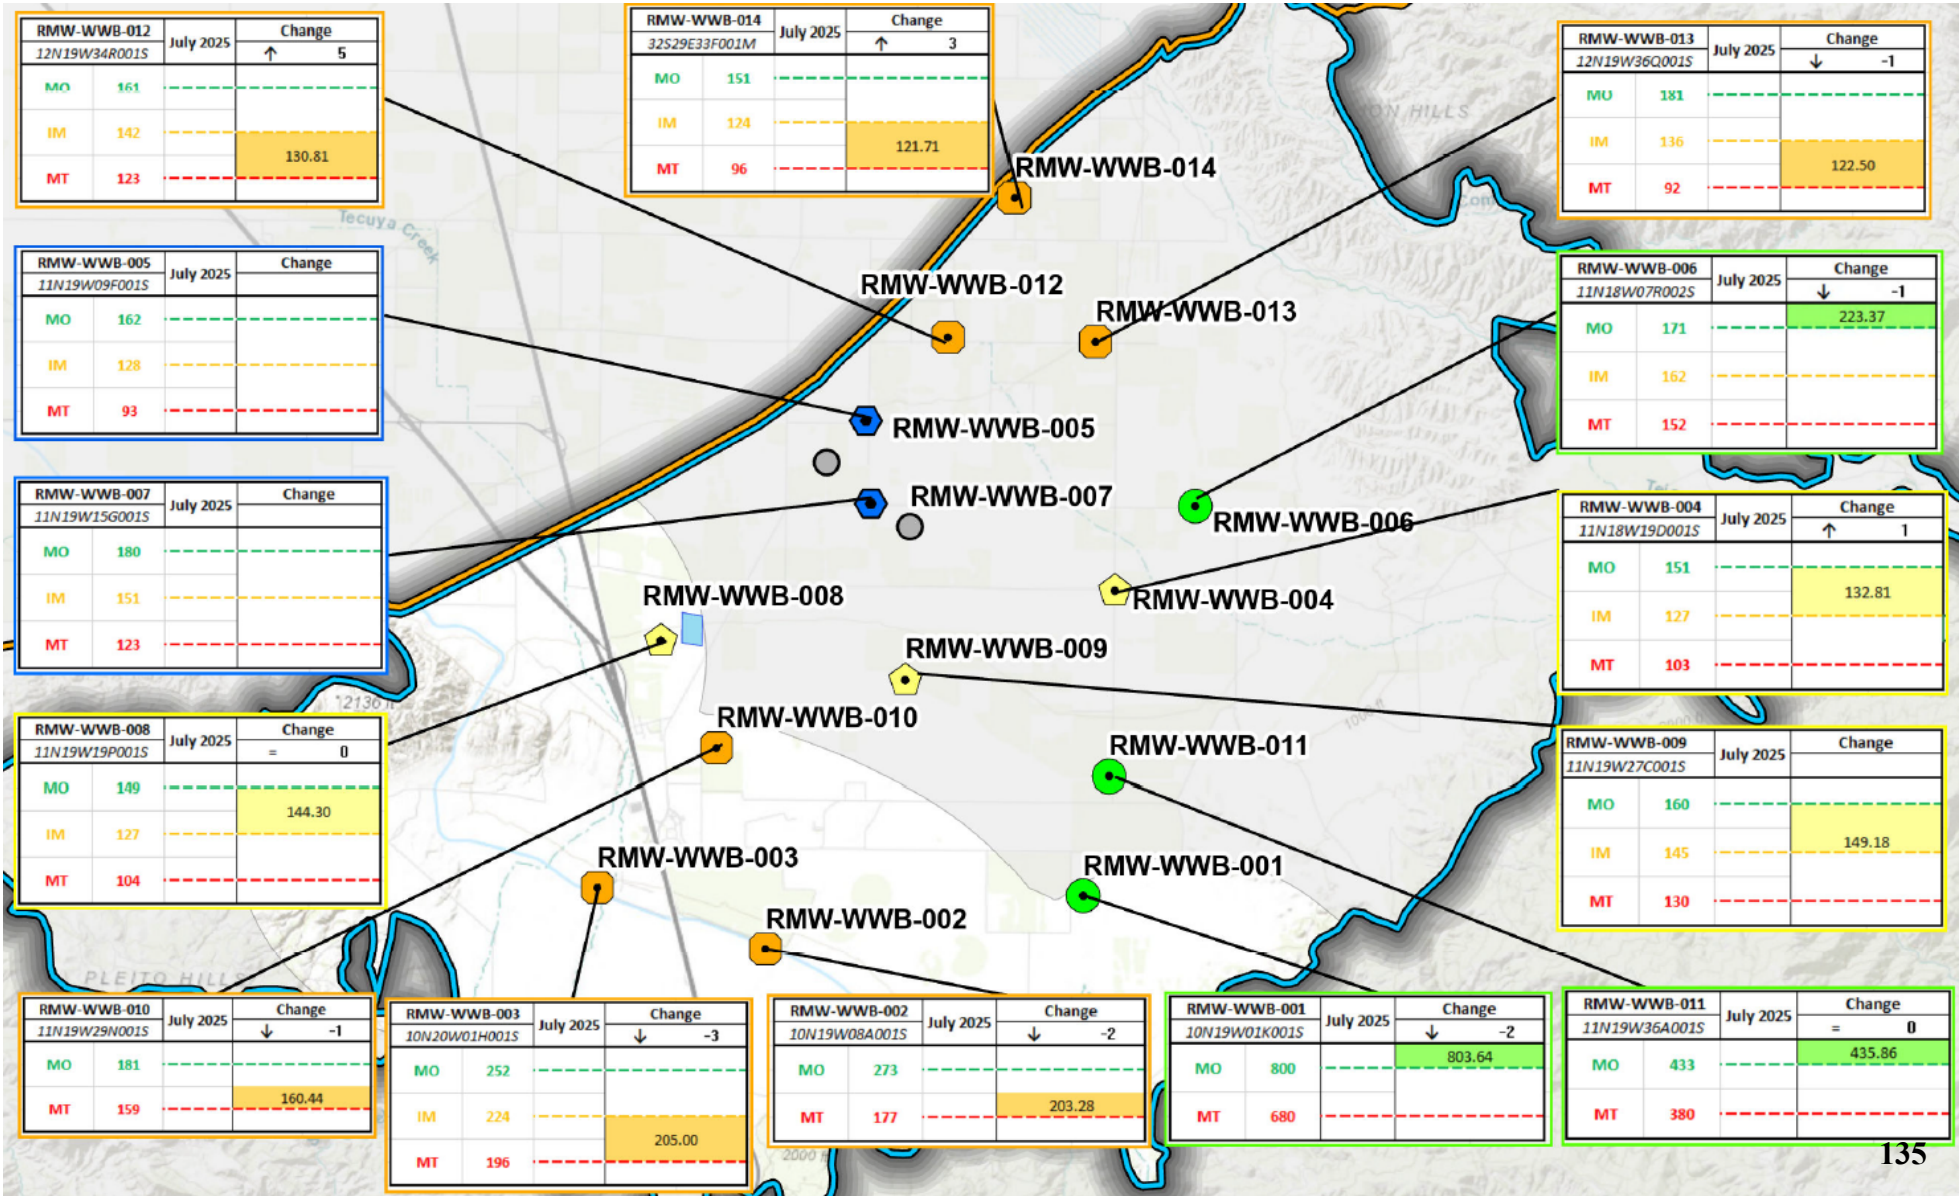 RMW-WWB-012 July 2025 Change
12N19W34R001S ↑ 5
MO 161
IM 142
130.81
MT 123
RMW-WWB-014 July 2025 Change
32S29E33F001M ↑ 3
MO 151
IM 124
121.71
MT 96
RMW-WWB-013 July 2025 Change
12N19W36Q001S ↓ -1
MO 181
IM 136
122.50
MT 92
RMW-WWB-005 July 2025 Change
11N19W09F001S
MO 162
IM 128
MT 93
RMW-WWB-006 July 2025 Change
11N18W07R002S ↓ -1
223.37
MO 171
IM 162
MT 152
RMW-WWB-007 July 2025 Change
11N19W15G001S
MO 180
IM 151
MT 123
RMW-WWB-004 July 2025 Change
11N18W19D001S ↑ 1
MO 151
132.81
IM 127
MT 103
RMW-WWB-008 July 2025 Change
11N19W19P001S = 0
MO 149
144.30
IM 127
MT 104
RMW-WWB-009 July 2025 Change
11N19W27C001S
MO 160
149.18
IM 145
MT 130
RMW-WWB-010 July 2025 Change
11N19W29N001S ↓ -1
MO 181
160.44
MT 159
RMW-WWB-003 July 2025 Change
10N20W01H001S ↓ -3
MO 252
IM 224
205.00
MT 196
RMW-WWB-002 July 2025 Change
10N19W08A001S ↓ -2
MO 273
203.28
MT 177
RMW-WWB-001 July 2025 Change
10N19W01K001S ↓ -2
803.64
MO 800
MT 680
RMW-WWB-011 July 2025 Change
11N19W36A001S = 0
435.86
MO 433
MT 380
RMW-WWB-014
RMW-WWB-012
RMW-WWB-013
RMW-WWB-005
RMW-WWB-007
RMW-WWB-006
RMW-WWB-008
RMW-WWB-004
RMW-WWB-009
RMW-WWB-010
RMW-WWB-011
RMW-WWB-003
RMW-WWB-001
RMW-WWB-002
Tecuya Creek
HILLS
2136 ft
1000 ft
PLEITO HILLS
2000 ft
135